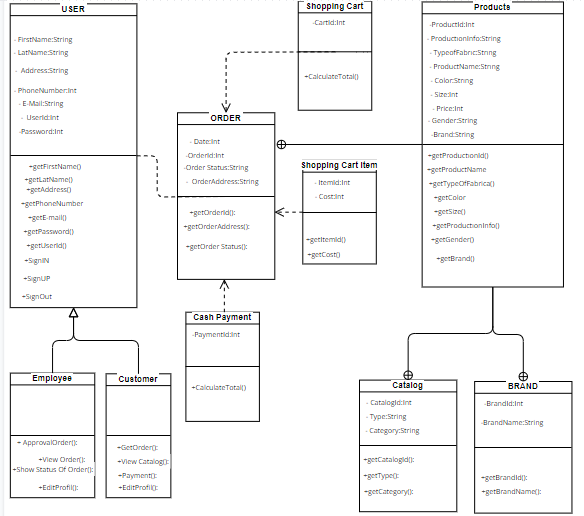 USER
- FirstName:String
- LatName:String
- Address:String
- PhoneNumber:Int
- E-Mail:String
- UserId:Int
-Password:Int
+getFirstName()
+getLatName()
+getAddress()
+getPhoneNumber
+getE-mail()
+getPassword()
+getUserId()
+SignIN
+SignUP
+SignOut
Shopping Cart
-CartId:Int
+CalculateTotal()
Products
-ProductId:Int
- ProductionInfo:String
- TypeofFabric:String
- ProductName:String
- Color:String
- Size:Int
- Price:Int
- Gender:String
- Brand:String
+getProductionId()
+getProductName
+getTypeOfFabrica()
+getColor
+getSize()
+getProductionInfo()
+getGender()
+getBrand()
ORDER
- Date:Int
-OrderId:Int
-Order Status:String
- OrderAddress:String
+getOrderId():
+getOrderAddress():
+getOrder Status():
Shopping Cart Item
- ItemId:Int
- Cost:Int
+getItemId()
+getCost()
Cash Payment
-PaymentId:Int
+CalculateTotal()
Employee
+ ApprovalOrder():
+View Order():
+Show Status Of Order():
+EditProfil():
Customer
+GetOrder():
+View Catalog():
+Payment():
+EditProfil():
Catalog
- CatalogId:Int
- Type:String
- Category:String
+getCatalogId():
+getType():
+getCategory():
BRAND
-BrandId:Int
-BrandName:String
+getBrandId():
+getBrandName():